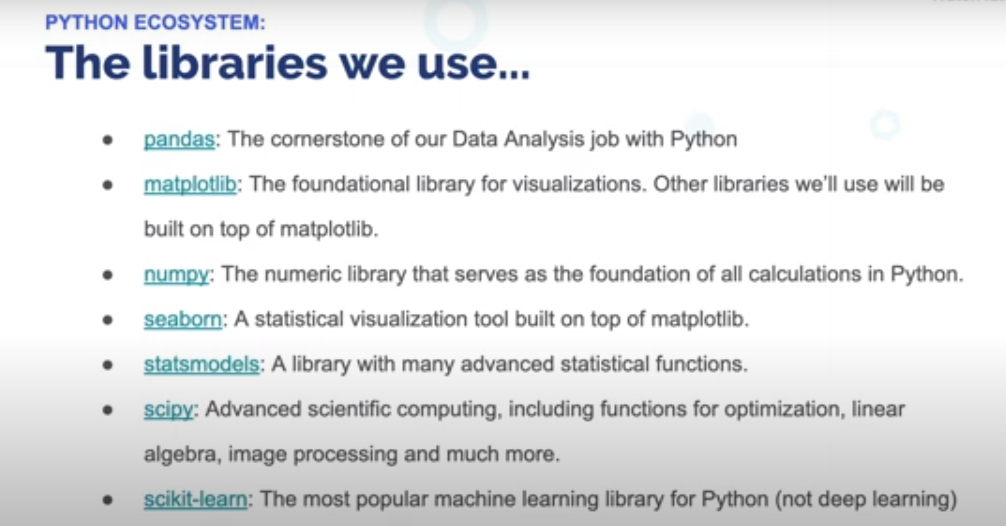 PYTHON ECOSYSTEM:
The libraries we use...
● pandas: The cornerstone of our Data Analysis job with Python
● matplotlib: The foundational library for visualizations. Other libraries we'll use will be
built on top of matplotlib.
● numpy: The numeric library that serves as the foundation of all calculations in Python.
● seaborn: A statistical visualization tool built on top of matplotlib.
● statsmodels: A library with many advanced statistical functions.
● scipy: Advanced scientific computing, including functions for optimization, linear
algebra, image processing and much more.
● scikit-learn: The most popular machine learning library for Python (not deep learning)